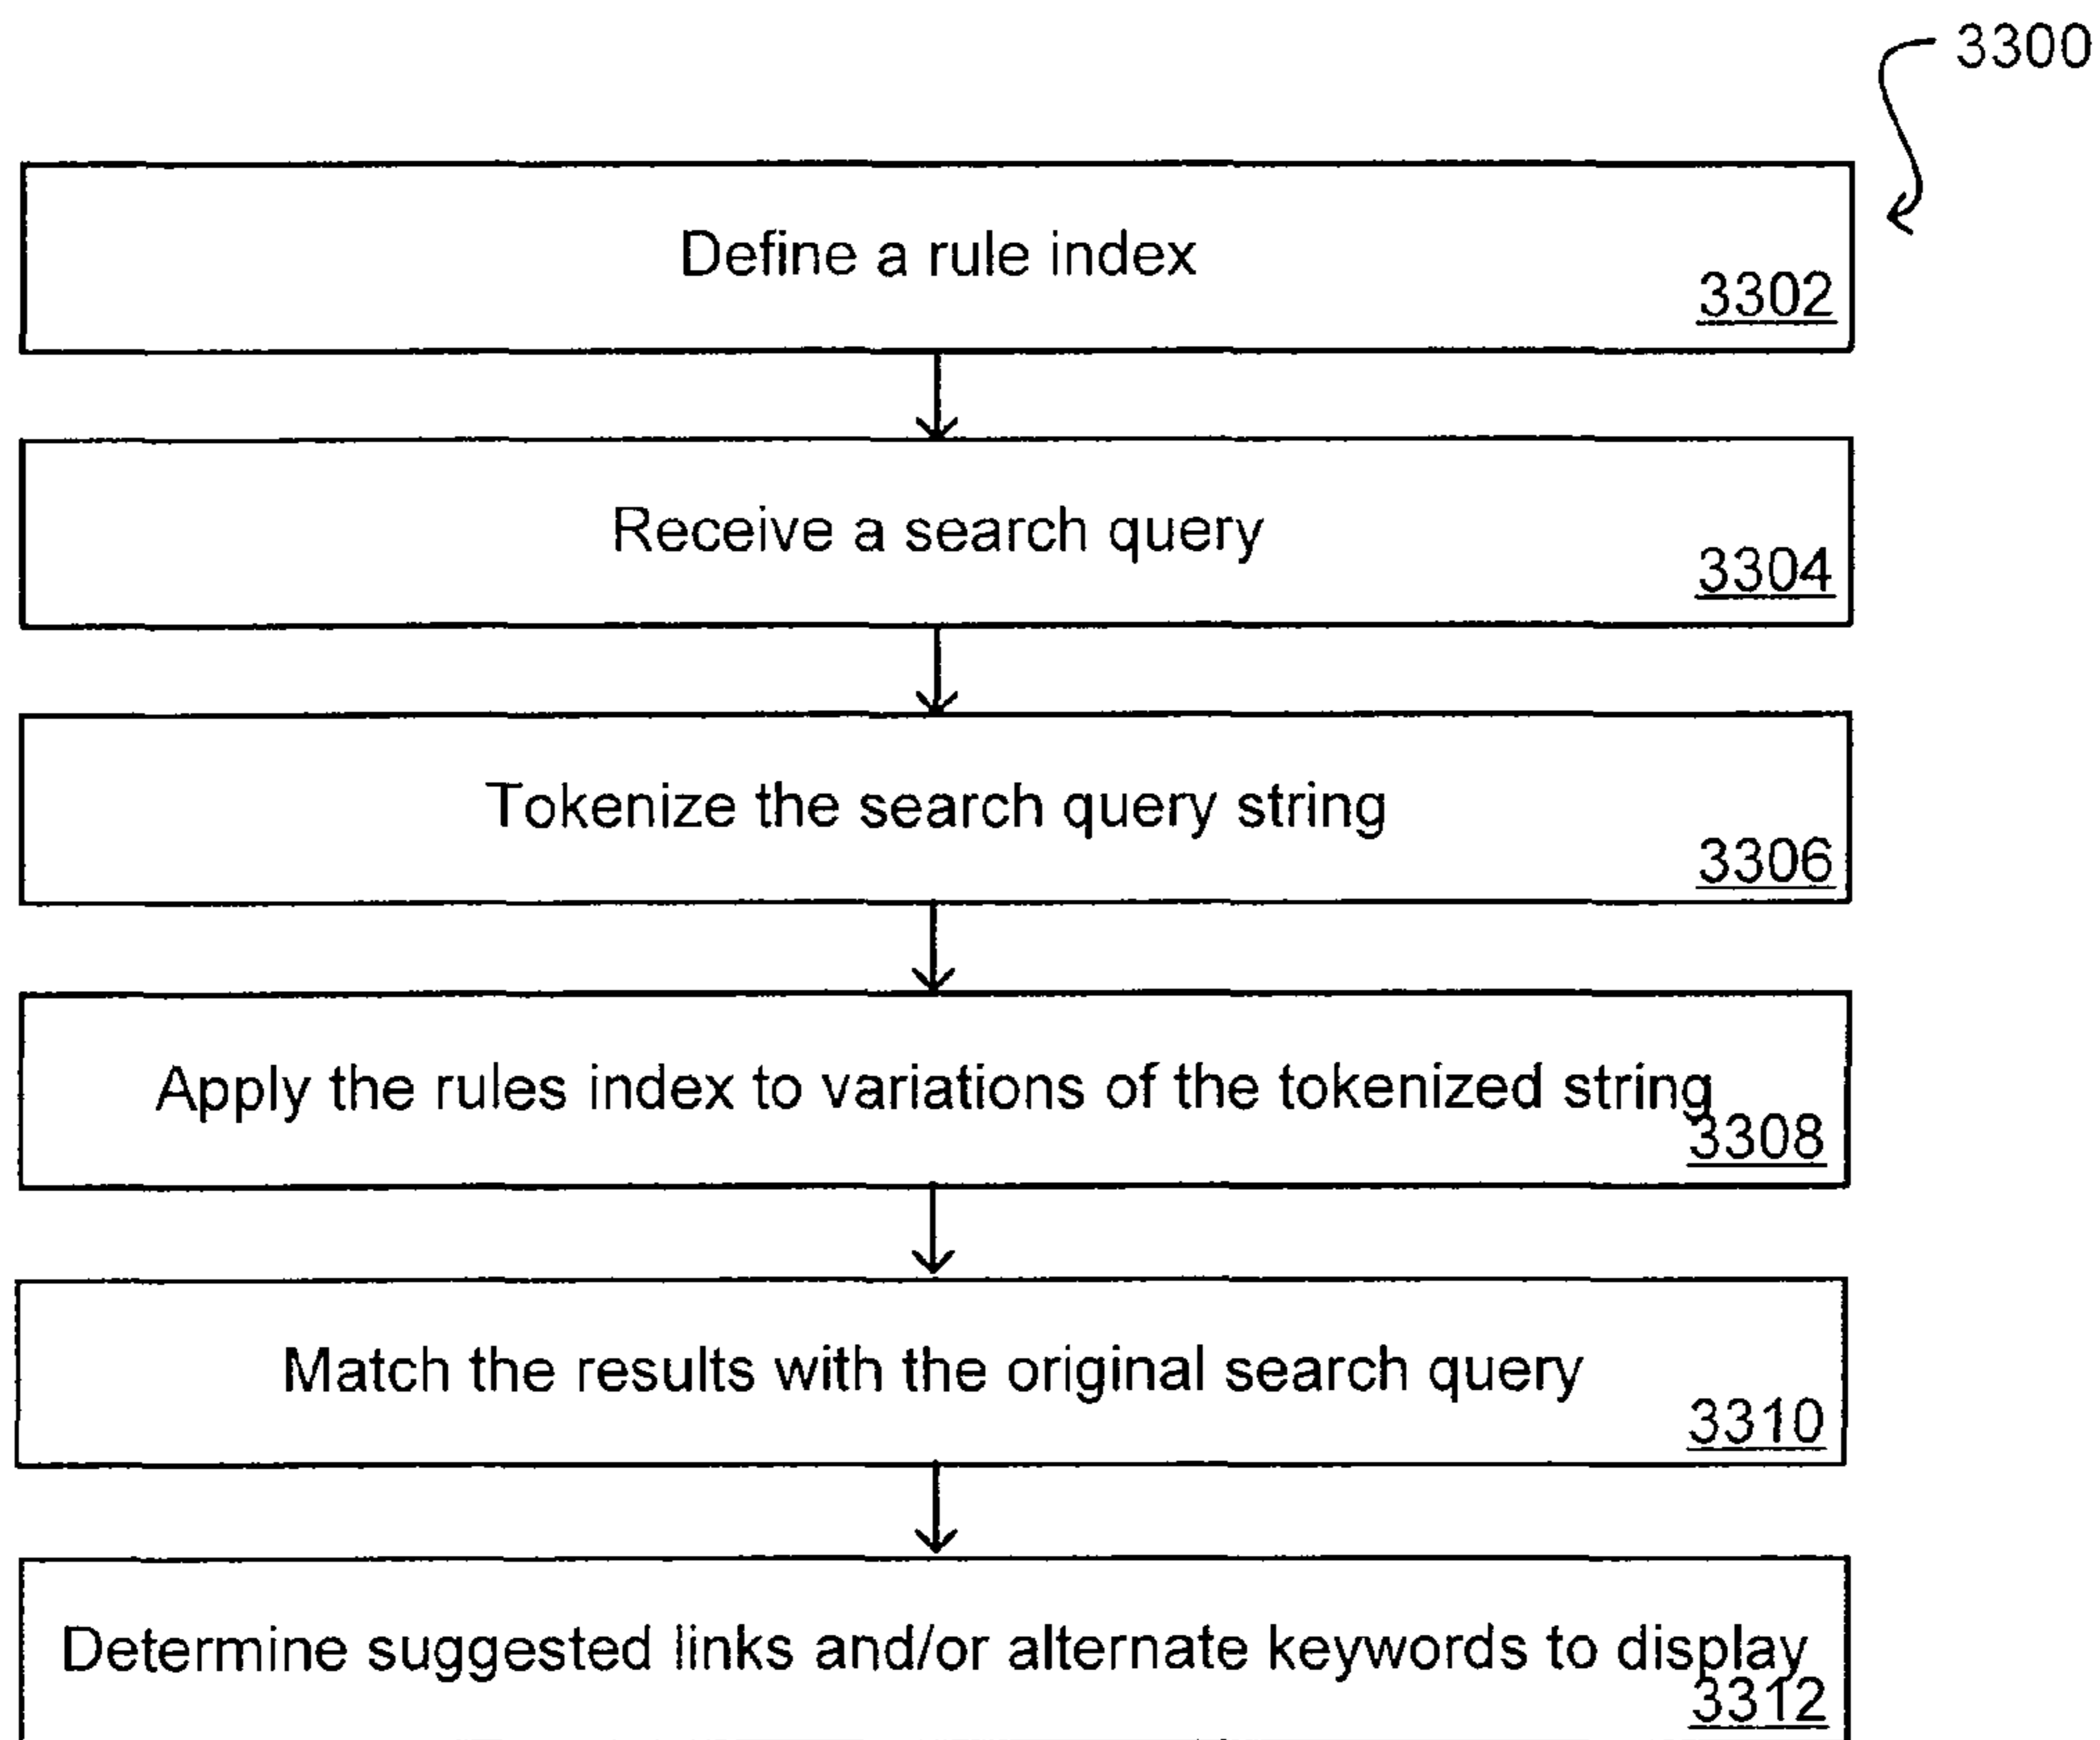 3300
Define a rule index
3302
Receive a search query
3304
Tokenize the search query string
3306
Apply the rules index to variations of the tokenized string
3308
Match the results with the original search query
3310
Determine suggested links and/or alternate keywords to display
3312